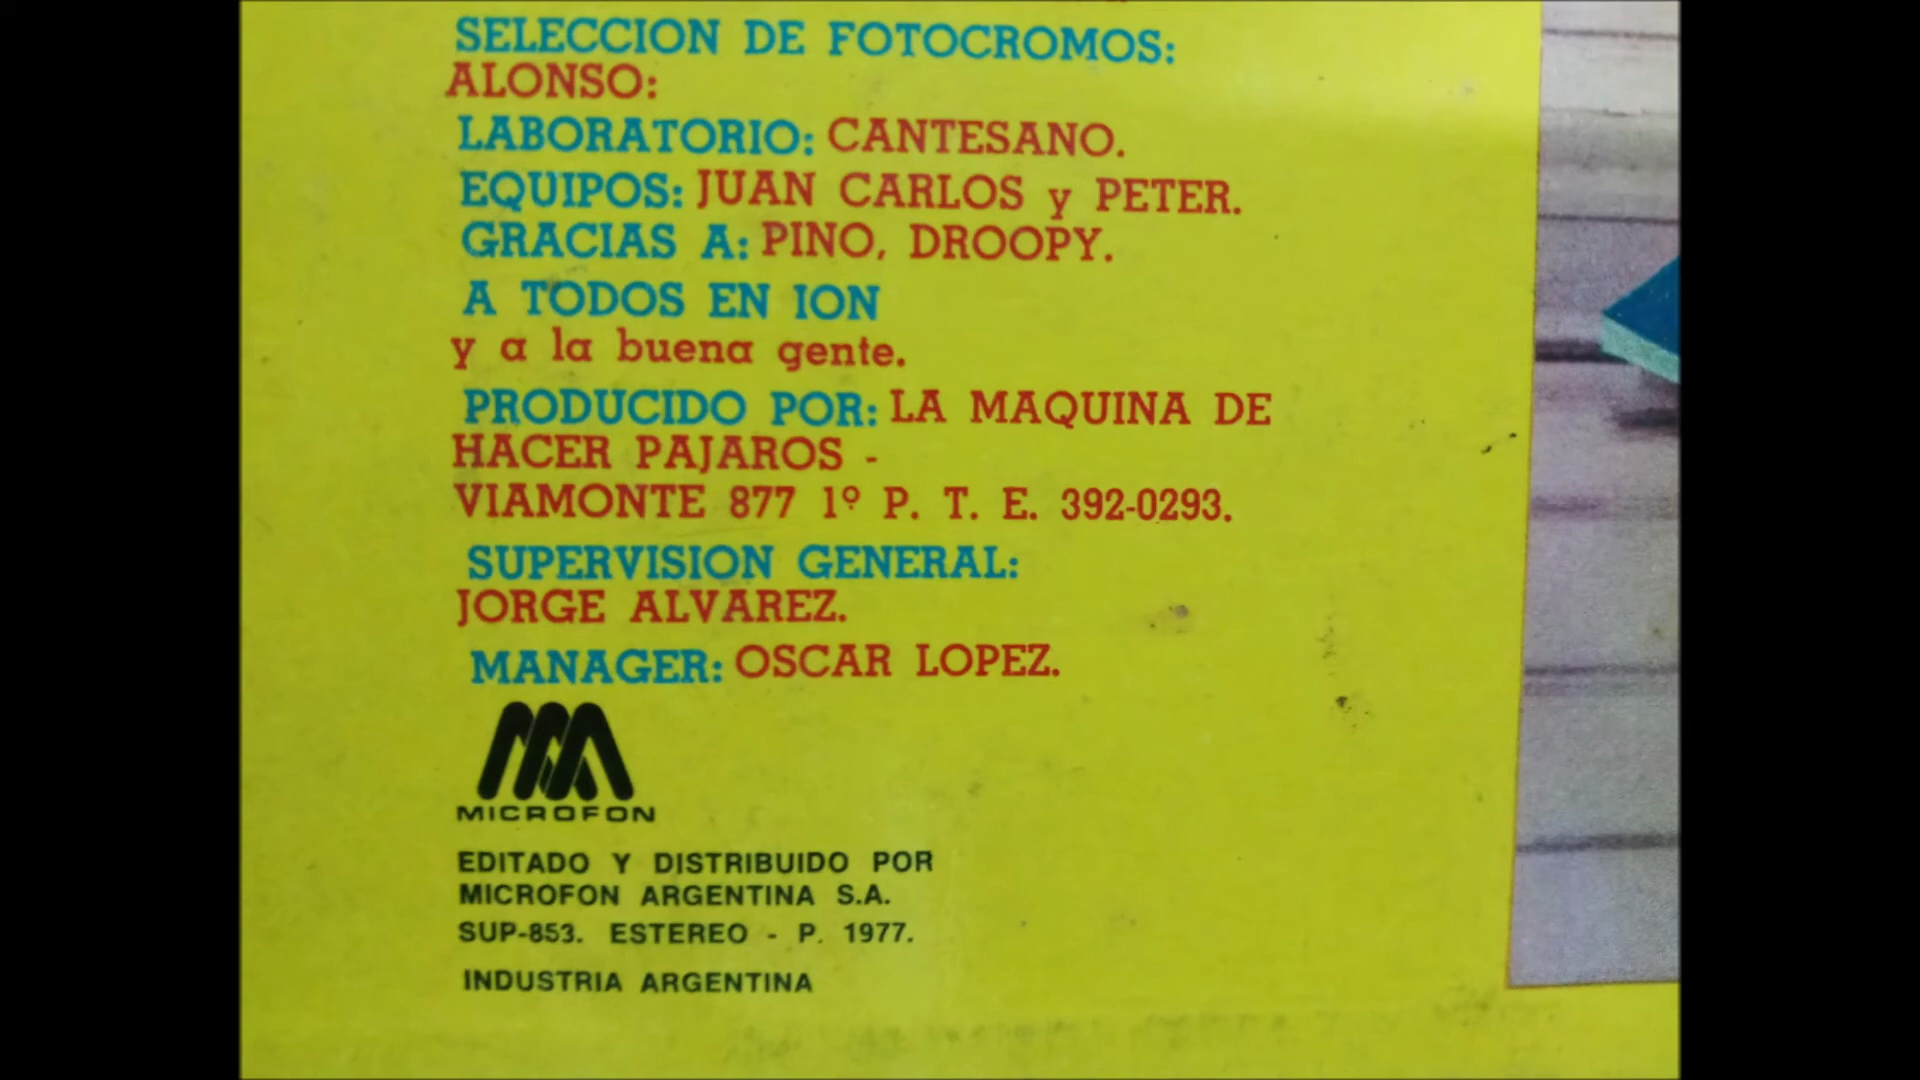 SELECCION DE FOTOCROMOS:
ALONSO:
LABORATORIO: CANTESANO.
EQUIPOS: JUAN CARLOS y PETER.
GRACIAS A: PINO, DROOPY.
A TODOS EN ION
y a la buena gente.
PRODUCIDO POR: LA MAQUINA DE
HACER PAJAROS -
VIAMONTE 877 1º P. T. E. 392-0293.
SUPERVISION GENERAL:
JORGE ALVAREZ.
MANAGER: OSCAR LOPEZ.
MICROFON
EDITADO Y DISTRIBUIDO POR
MICROFON ARGENTINA S.A.
SUP-853. ESTEREO - P. 1977.
INDUSTRIA ARGENTINA